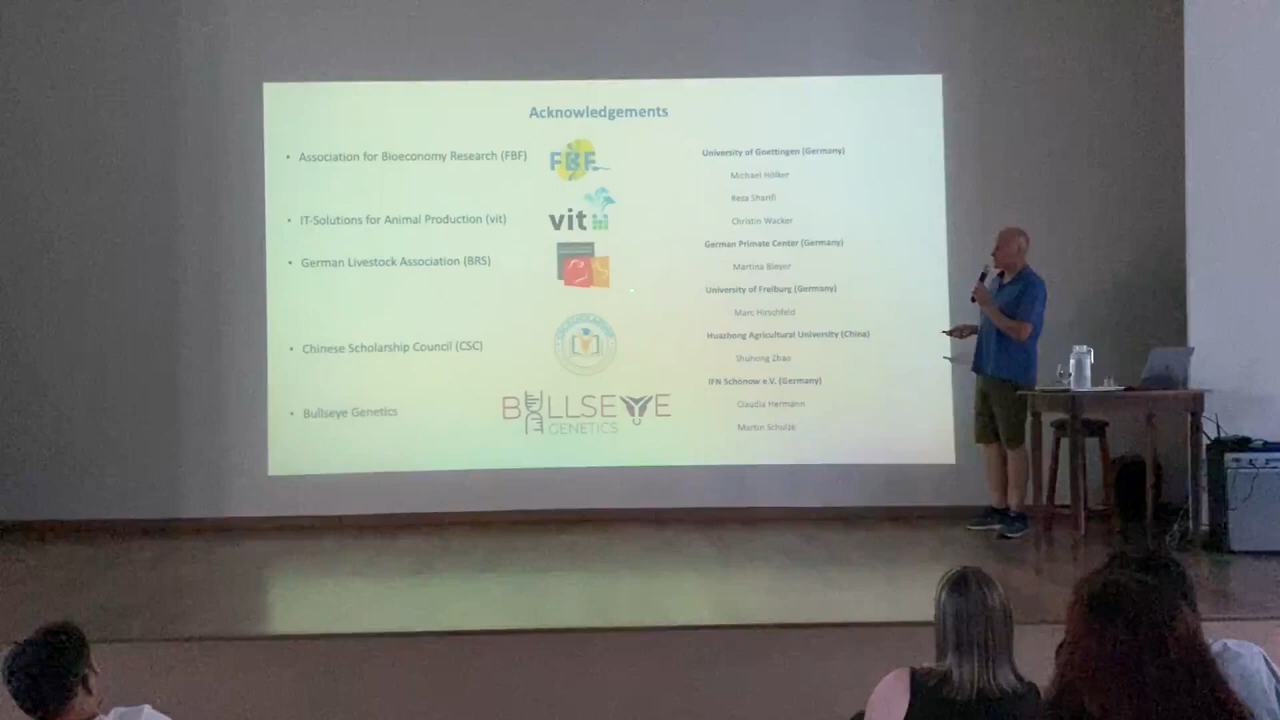 Acknowledgements
• Association for Bioeconomy Research (FBF)
FBF
• IT-Solutions for Animal Production (vit)
vit
• German Livestock Association (BRS)
• Chinese Scholarship Council (CSC)
• Bullseye Genetics
BULLSEYE
GENETICS
University of Goettingen (Germany)
Michael Hölker
Reza Sharifi
Christin Wacker
German Primate Center (Germany)
Martina Bleyer
University of Freiburg (Germany)
Marc Hirschfeld
Huazhong Agricultural University (China)
Shuhong Zhao
IFN Schönow e.V. (Germany)
Claudia Hermann
Martin Schulze